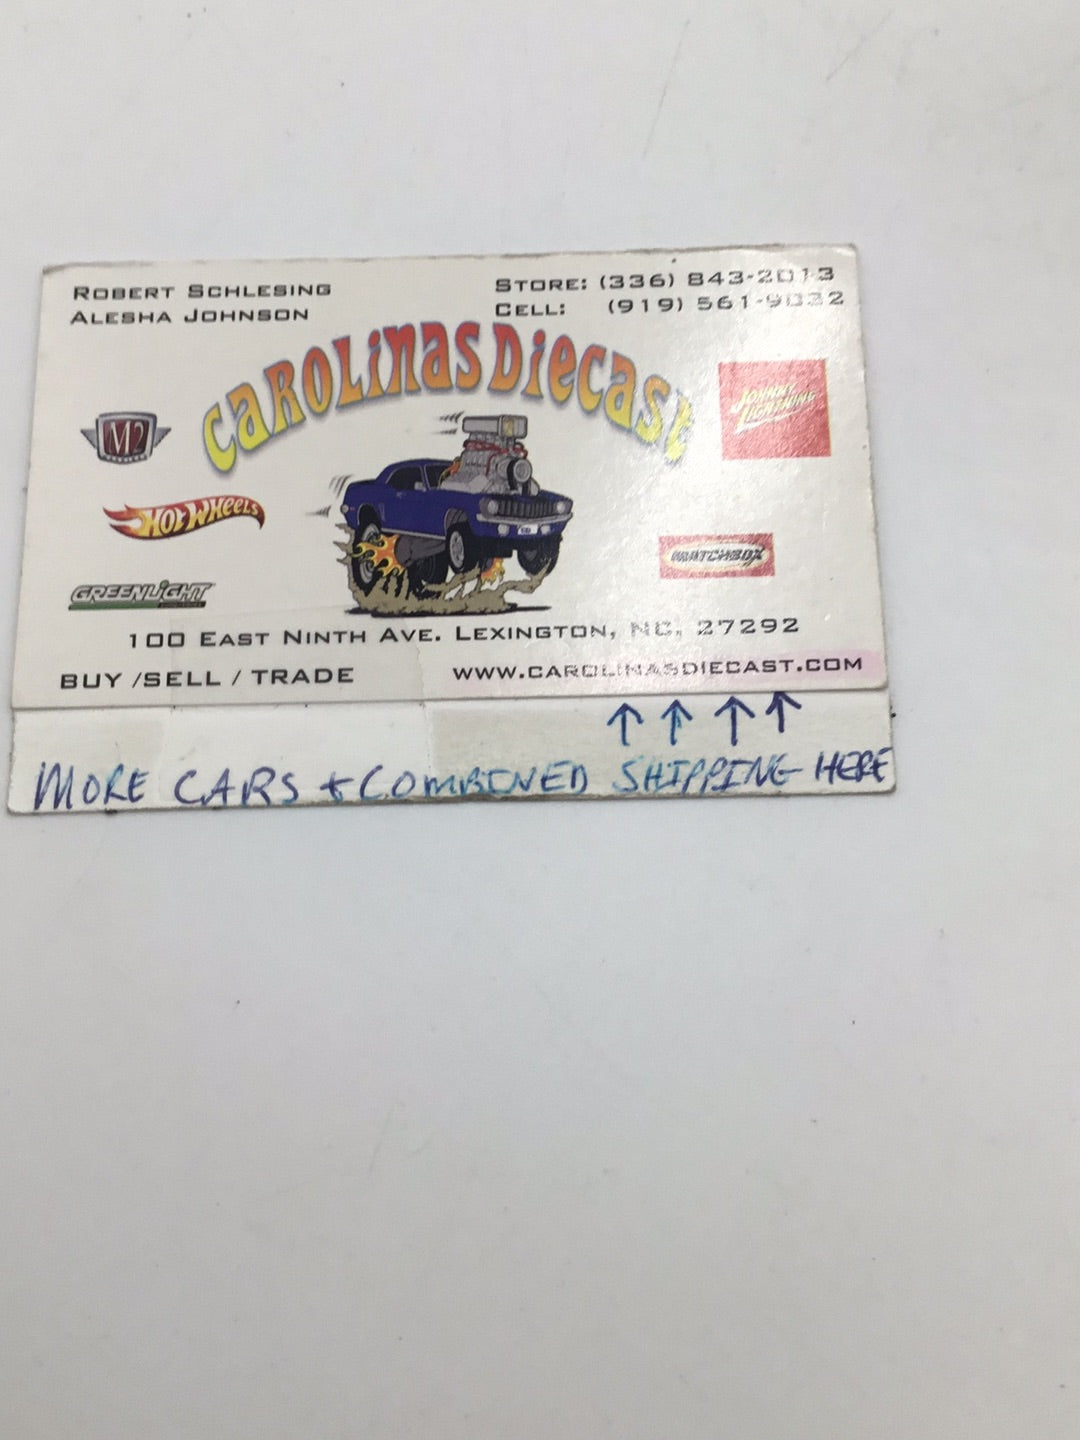 ROBERT SCHLESING
ALESHA JOHNSON
STORE: (336) 843-2013
CELL: (919) 561-9032
CAROLINAS DIECAST
M2
JOHNNY LIGHTNING
HOT WHEELS
MATCHBOX
GREENLIGHT
100 EAST NINTH AVE. LEXINGTON, NC, 27292
BUY /SELL / TRADE
WWW.CAROLINASDIECAST.COM
↑ ↑ ↑ ↑
MORE CARS + COMBINED SHIPPING HERE